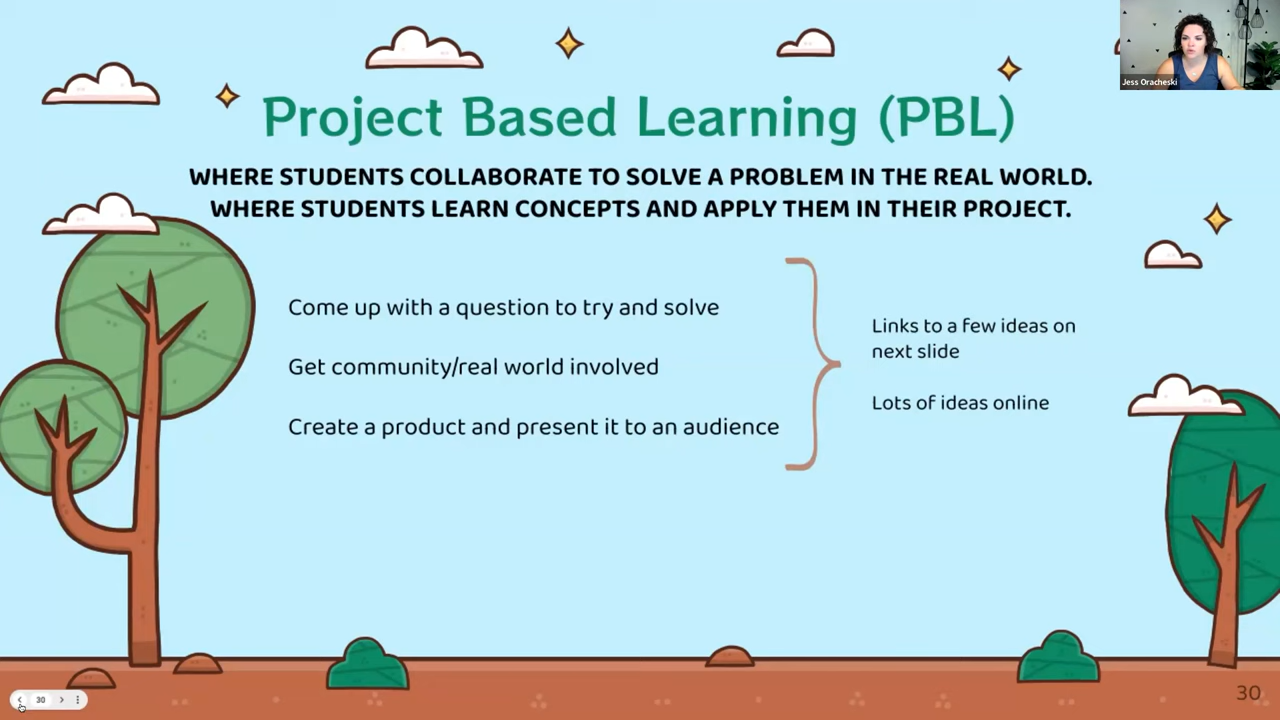 Project Based Learning (PBL)
WHERE STUDENTS COLLABORATE TO SOLVE A PROBLEM IN THE REAL WORLD.
WHERE STUDENTS LEARN CONCEPTS AND APPLY THEM IN THEIR PROJECT.
Come up with a question to try and solve
Get community/real world involved
Create a product and present it to an audience
Links to a few ideas on
next slide
Lots of ideas online
Jess Oracheski
30
30